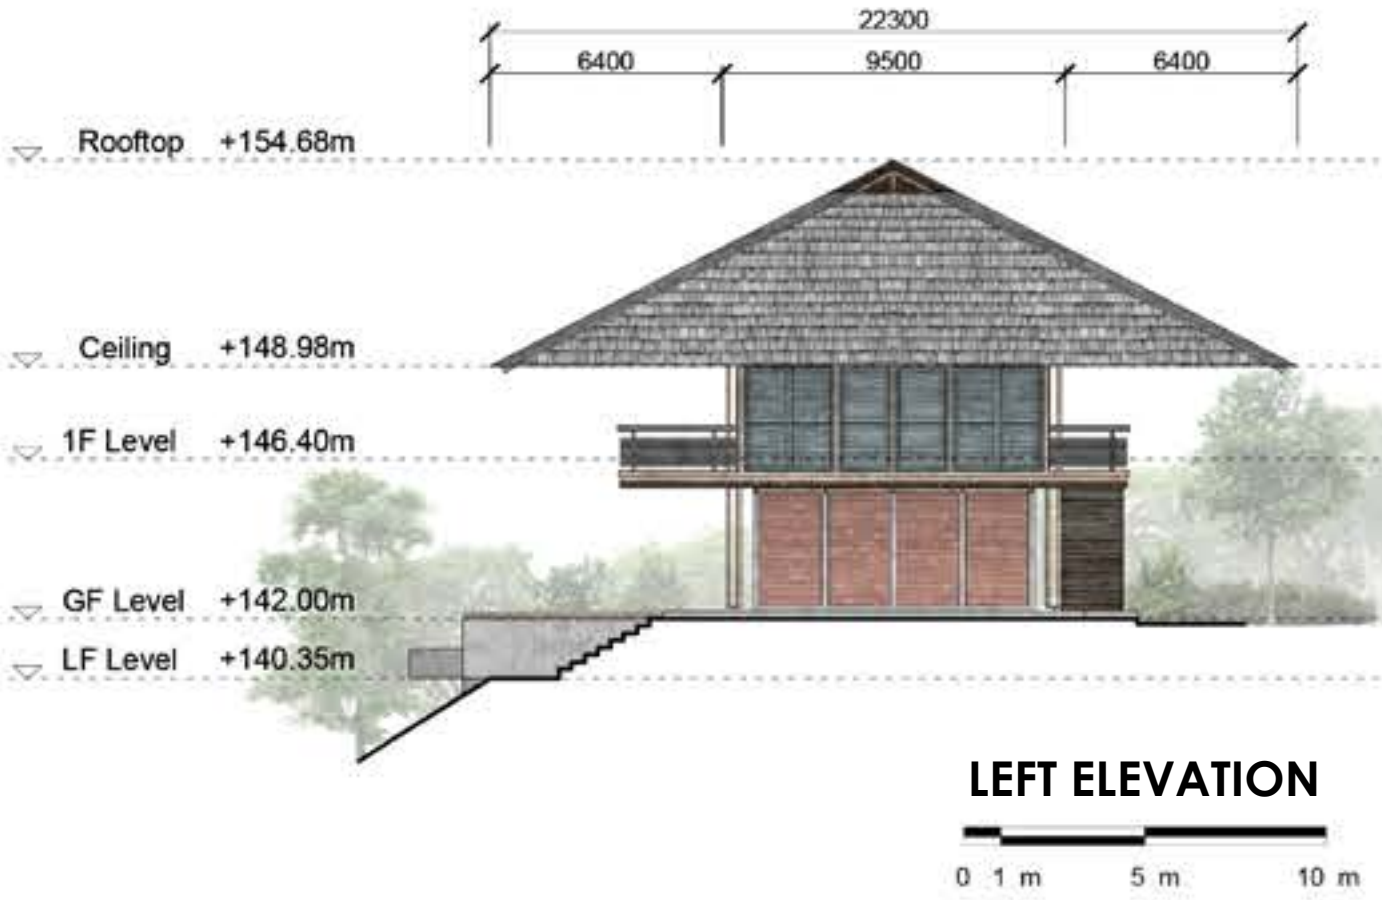 22300
6400 9500 6400
Rooftop +154.68m
Ceiling +148.98m
1F Level +146.40m
GF Level +142.00m
LF Level +140.35m
LEFT ELEVATION
0 1 m 5 m 10 m